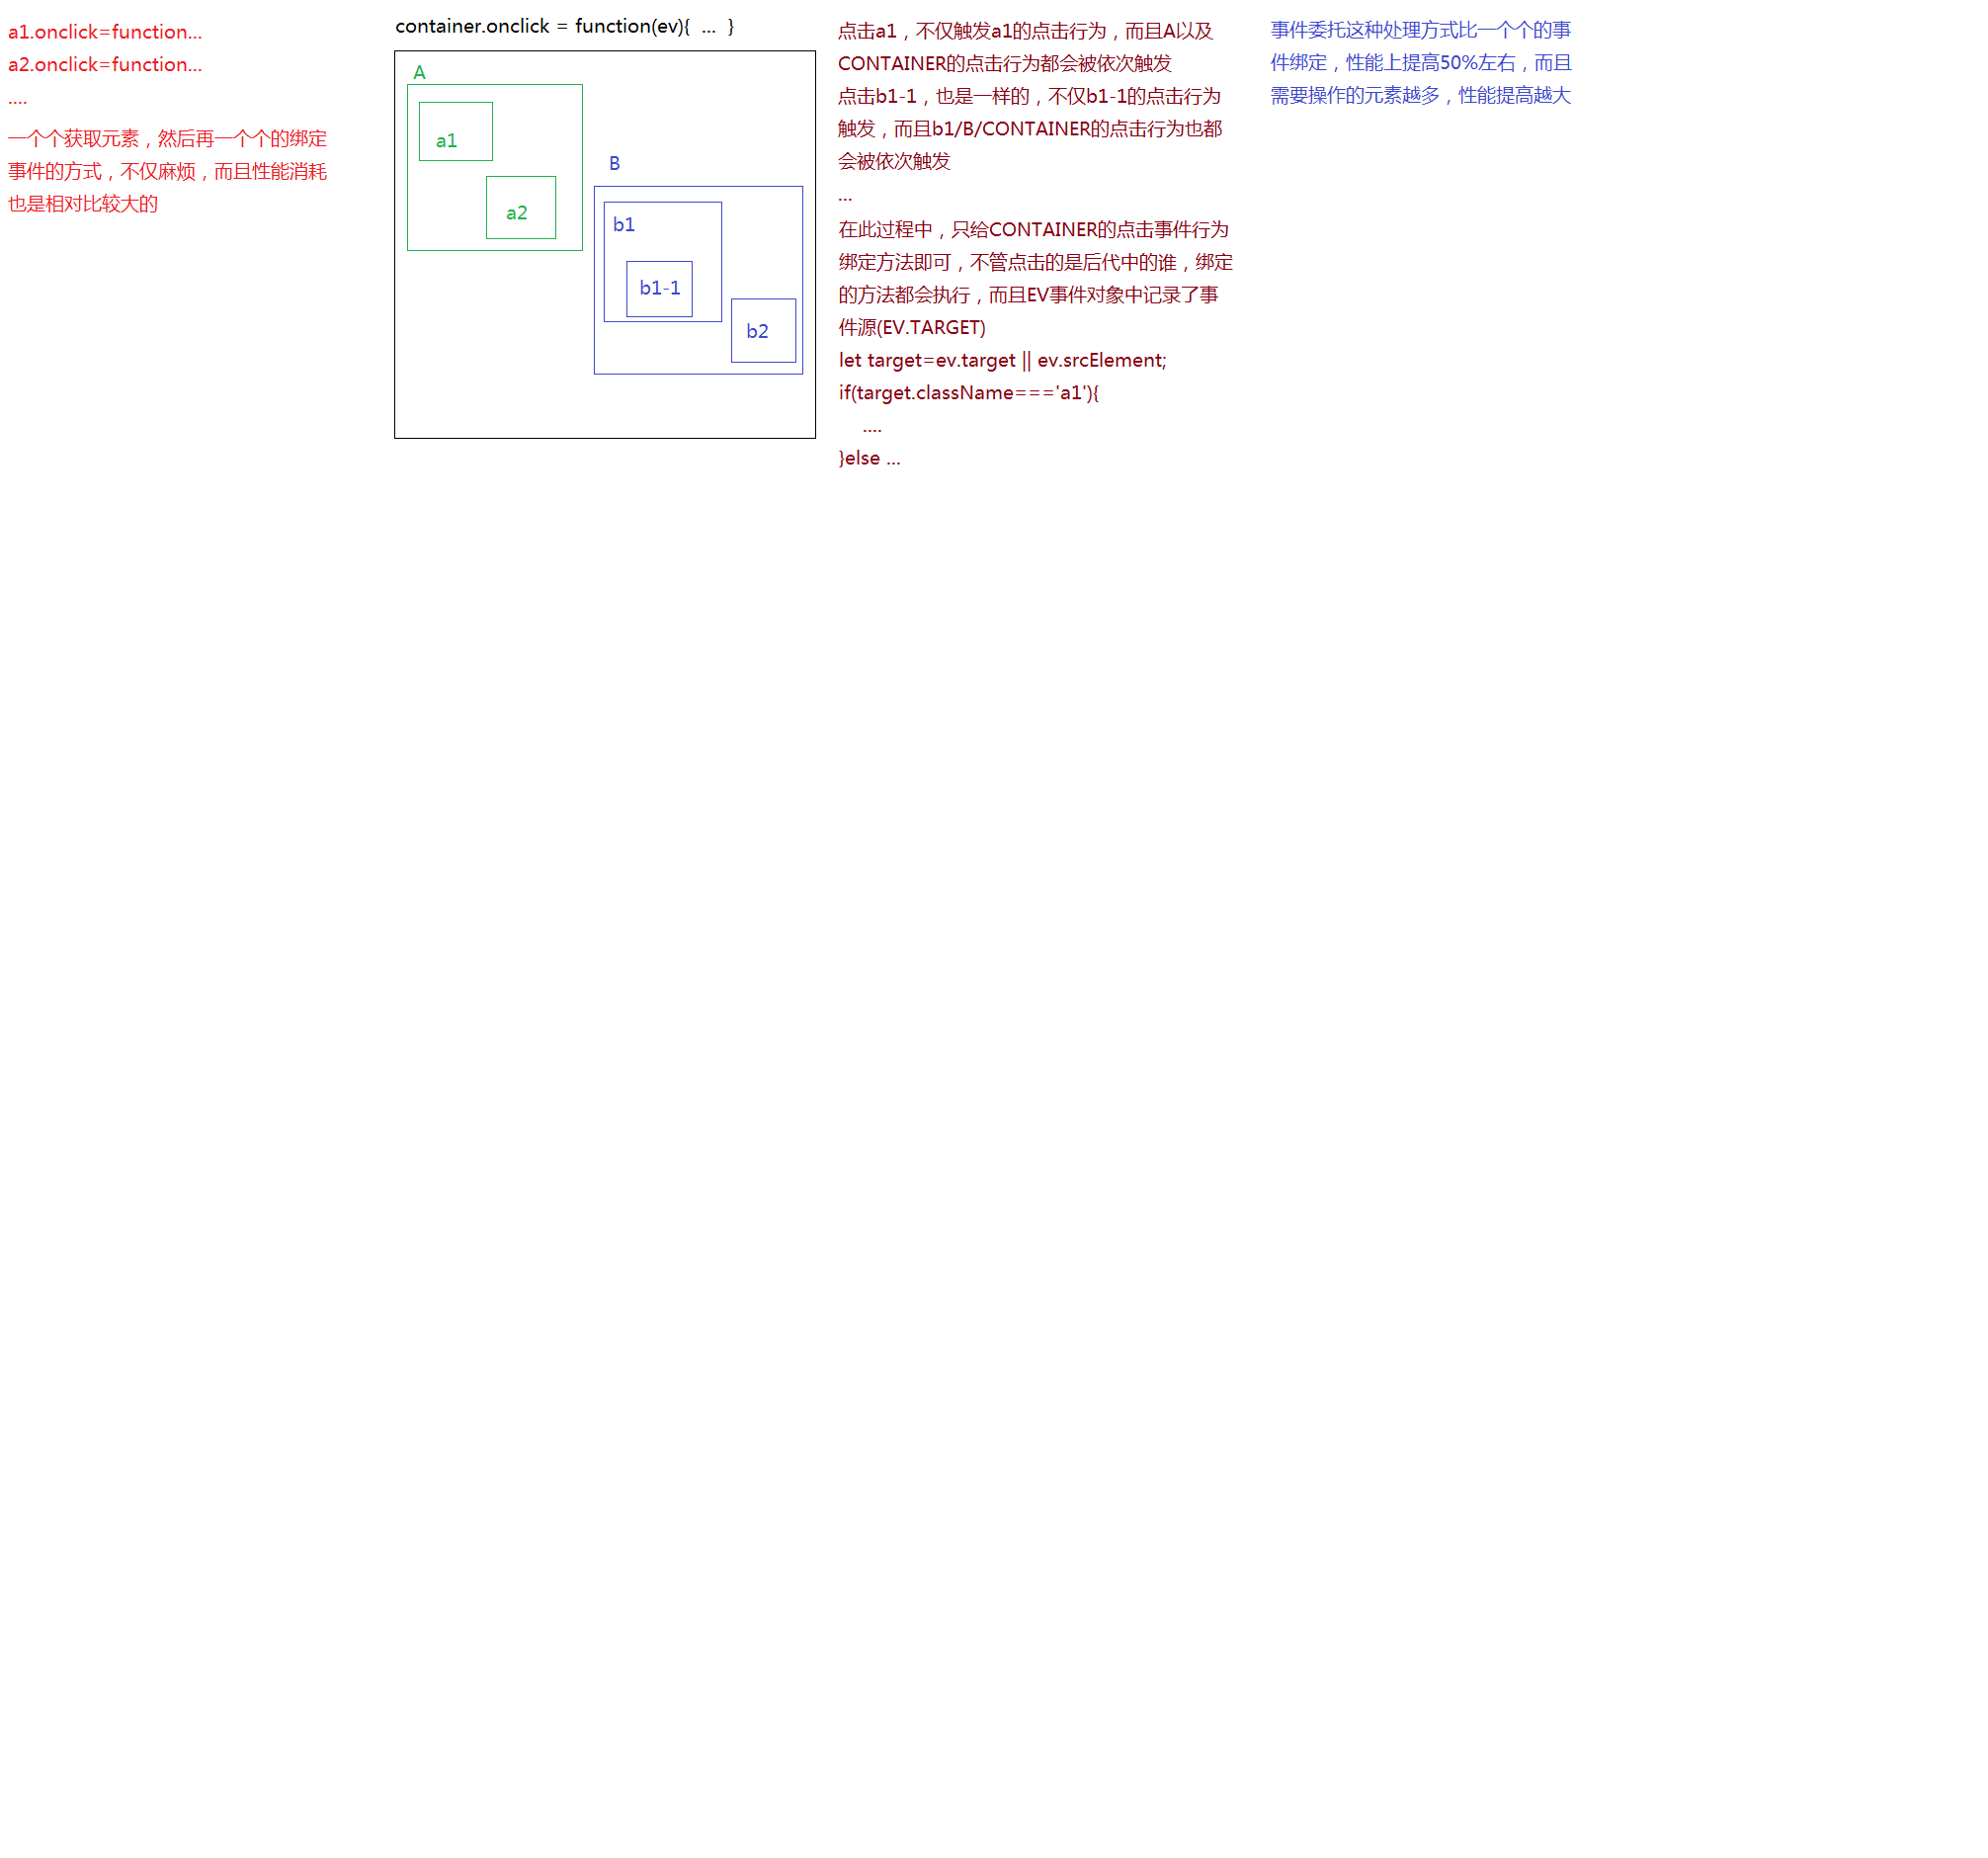 a1.onclick=function...
a2.onclick=function...
....
一个个获取元素，然后再一个个的绑定
事件的方式，不仅麻烦，而且性能消耗
也是相对比较大的
container.onclick = function(ev){ ... }
A
a1
a2
B
b1
b1-1
b2
点击a1，不仅触发a1的点击行为，而且A以及
CONTAINER的点击行为都会被依次触发
点击b1-1，也是一样的，不仅b1-1的点击行为
触发，而且b1/B/CONTAINER的点击行为也都
会被依次触发
...
在此过程中，只给CONTAINER的点击事件行为
绑定方法即可，不管点击的是后代中的谁，绑定
的方法都会执行，而且EV事件对象中记录了事
件源(EV.TARGET)
let target=ev.target || ev.srcElement;
if(target.className==='a1'){
....
}else ...
事件委托这种处理方式比一个个的事
件绑定，性能上提高50%左右，而且
需要操作的元素越多，性能提高越大